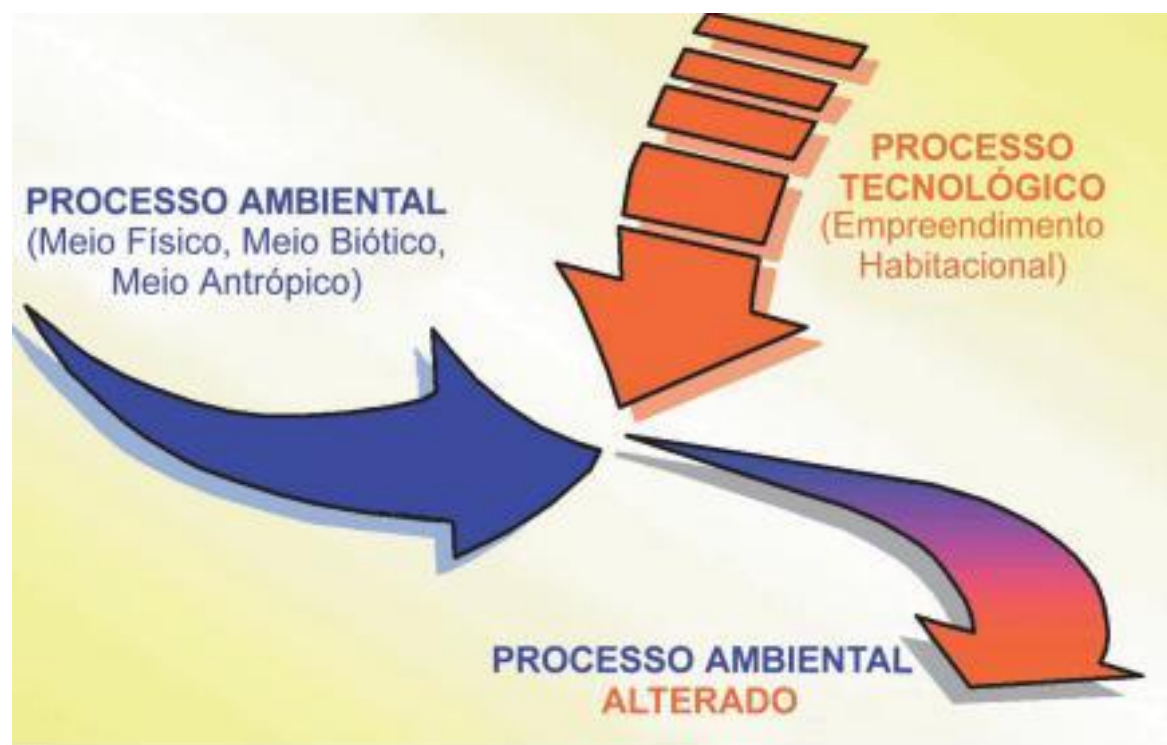 PROCESSO AMBIENTAL
(Meio Físico, Meio Biótico,
Meio Antrópico)
PROCESSO
TECNOLÓGICO
(Empreendimento
Habitacional)
PROCESSO AMBIENTAL
ALTERADO